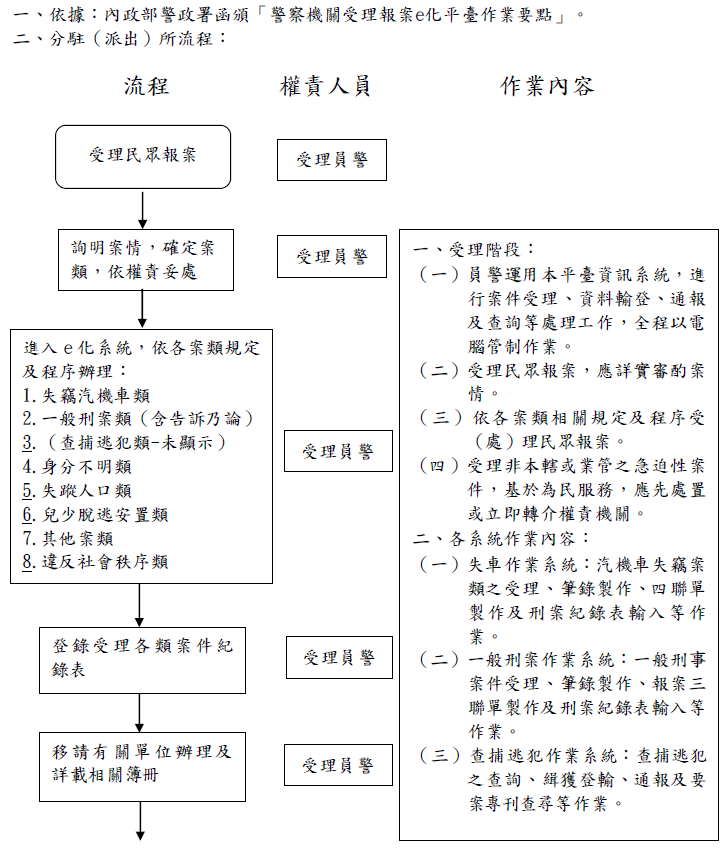 一、依據：內政部警政署函頒「警察機關受理報案e化平臺作業要點」。
二、分駐（派出）所流程：
流程
權責人員
作業內容
受理民眾報案
受理員警
詢明案情，確定案
類，依權責妥處
受理員警
進入 e 化系統，依各案類規定
及程序辦理：
1.失竊汽機車類
2.一般刑案類（含告訴乃論）
3.（查捕逃犯類-未顯示）
4.身分不明類
5.失蹤人口類
6.兒少脫逃安置類
7.其他案類
8.違反社會秩序類
受理員警
登錄受理各類案件紀
錄表
受理員警
移請有關單位辦理及
詳載相關簿冊
受理員警
一、受理階段：
（一）員警運用本平臺資訊系統，進
行案件受理、資料輸登、通報
及查詢等處理工作，全程以電
腦管制作業。
（二）受理民眾報案，應詳實審酌案
情。
（三）依各案類相關規定及程序受
（處）理民眾報案。
（四）受理非本轄或業管之急迫性
案件，基於為民服務，應先處置
或立即轉介權責機關。
二、各系統作業內容：
（一）失車作業系統：汽機車失竊案
類之受理、筆錄製作、四聯單
製作及刑案紀錄表輸入等作
業。
（二）一般刑案作業系統：一般刑事
案件受理、筆錄製作、報案三
聯單製作及刑案紀錄表輸入等
作業。
（三）查捕逃犯作業系統：查捕逃犯
之查詢、緝獲登輸、通報及要
案專刊查尋等作業。